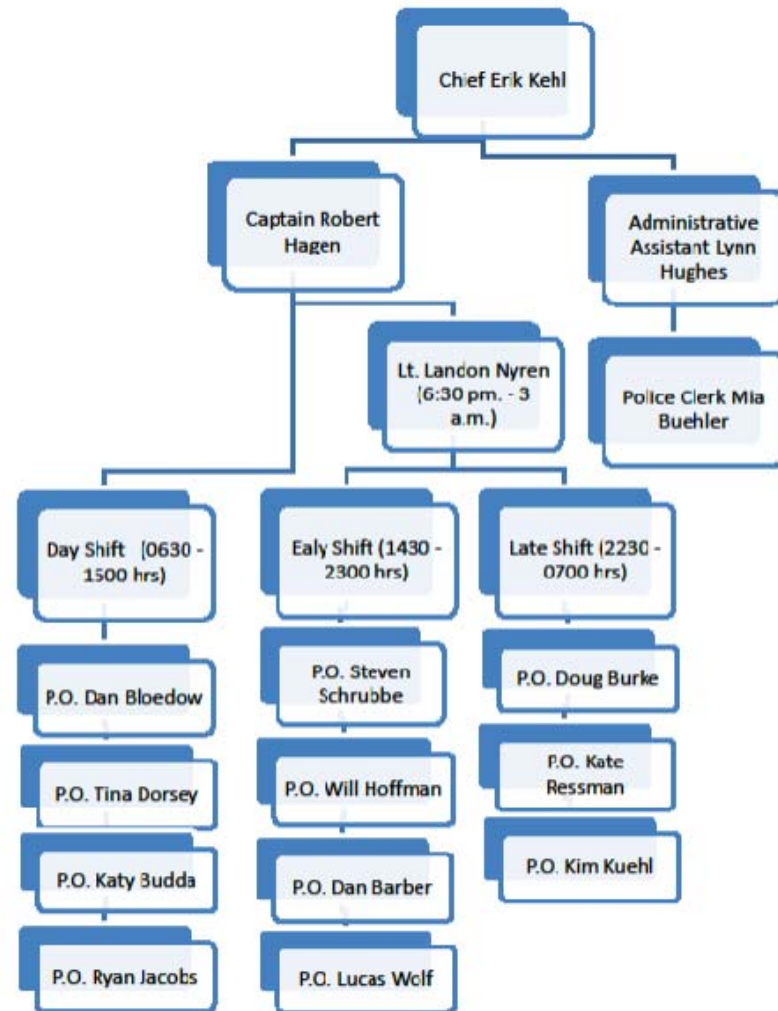 Chief Erik Kehl
Captain Robert
Hagen
Administrative
Assistant Lynn
Hughes
Lt. Landon Nyren
(6:30 pm. - 3
a.m.)
Police Clerk Mia
Buehler
Day Shift (0630 -
1500 hrs)
Ealy Shift (1430 -
2300 hrs)
Late Shift (2230 -
0700 hrs)
P.O. Dan Bloedow
P.O. Tina Dorsey
P.O. Katy Budda
P.O. Ryan Jacobs
P.O. Steven
Schrubbe
P.O. Will Hoffman
P.O. Dan Barber
P.O. Lucas Wolf
P.O. Doug Burke
P.O. Kate
Ressman
P.O. Kim Kuehl